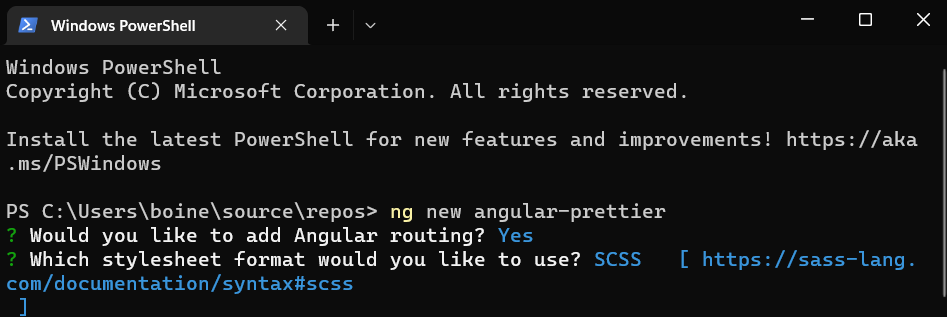 Windows PowerShell
Windows PowerShell
Copyright (C) Microsoft Corporation. All rights reserved.
Install the latest PowerShell for new features and improvements! https://aka
.ms/PSWindows
PS C:\Users\boine\source\repos> ng new angular-prettier
? Would you like to add Angular routing? Yes
? Which stylesheet format would you like to use? SCSS   [ https://sass-lang.
com/documentation/syntax#scss
 ]